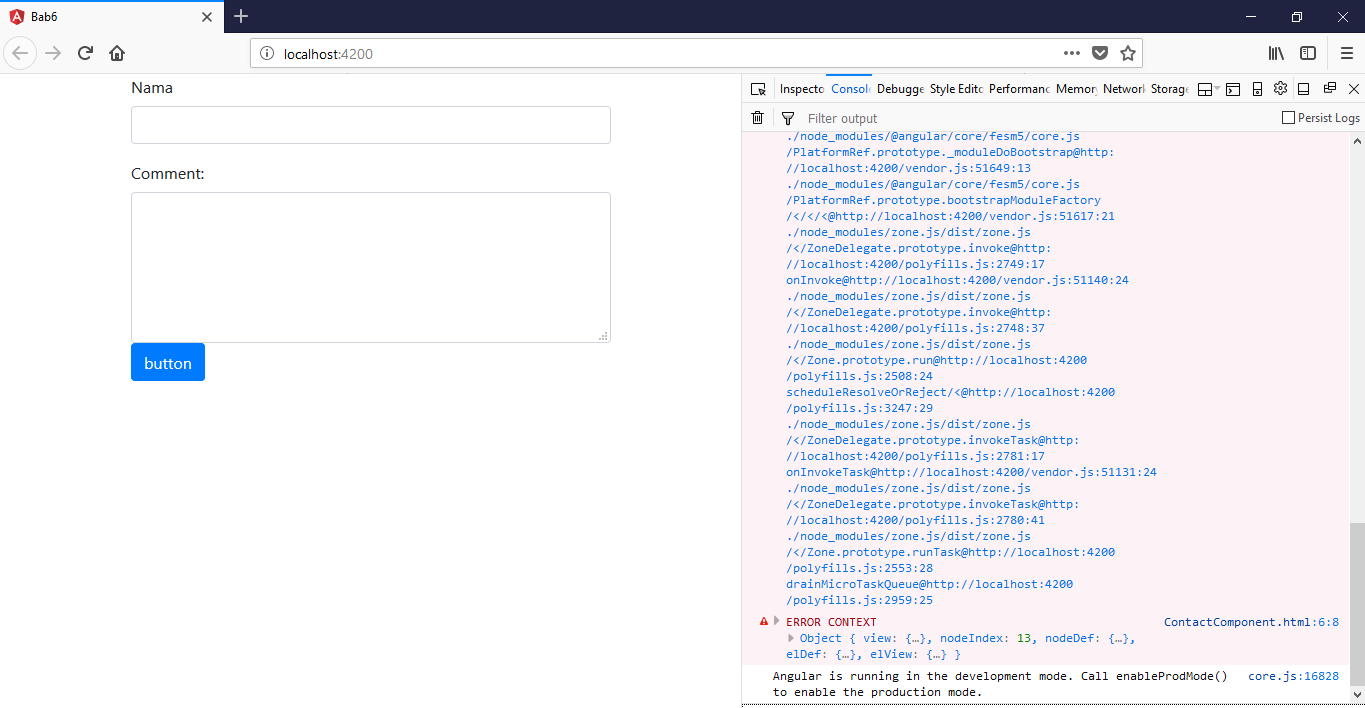 Bab6
localhost:4200
Nama
Comment:
button
Inspecto Consol Debugge Style Edito Performanc Memor Network Storag
Filter output
Persist Logs
./node_modules/@angular/core/fesm5/core.js
/PlatformRef.prototype._moduleDoBootstrap@http:
//localhost:4200/vendor.js:51649:13
./node_modules/@angular/core/fesm5/core.js
/PlatformRef.prototype.bootstrapModuleFactory
/</</<@http://localhost:4200/vendor.js:51617:21
./node_modules/zone.js/dist/zone.js
/</ZoneDelegate.prototype.invoke@http:
//localhost:4200/polyfills.js:2749:17
onInvoke@http://localhost:4200/vendor.js:51140:24
./node_modules/zone.js/dist/zone.js
/</ZoneDelegate.prototype.invoke@http:
//localhost:4200/polyfills.js:2748:37
./node_modules/zone.js/dist/zone.js
/</Zone.prototype.run@http://localhost:4200
/polyfills.js:2508:24
scheduleResolveOrReject/<@http://localhost:4200
/polyfills.js:3247:29
./node_modules/zone.js/dist/zone.js
/</ZoneDelegate.prototype.invokeTask@http:
//localhost:4200/polyfills.js:2781:17
onInvokeTask@http://localhost:4200/vendor.js:51131:24
./node_modules/zone.js/dist/zone.js
/</ZoneDelegate.prototype.invokeTask@http:
//localhost:4200/polyfills.js:2780:41
./node_modules/zone.js/dist/zone.js
/</Zone.prototype.runTask@http://localhost:4200
/polyfills.js:2553:28
drainMicroTaskQueue@http://localhost:4200
/polyfills.js:2959:25
ERROR CONTEXT ContactComponent.html:6:8
Object { view: {…}, nodeIndex: 13, nodeDef: {…},
elDef: {…}, elView: {…} }
Angular is running in the development mode. Call enableProdMode() core.js:16828
to enable the production mode.